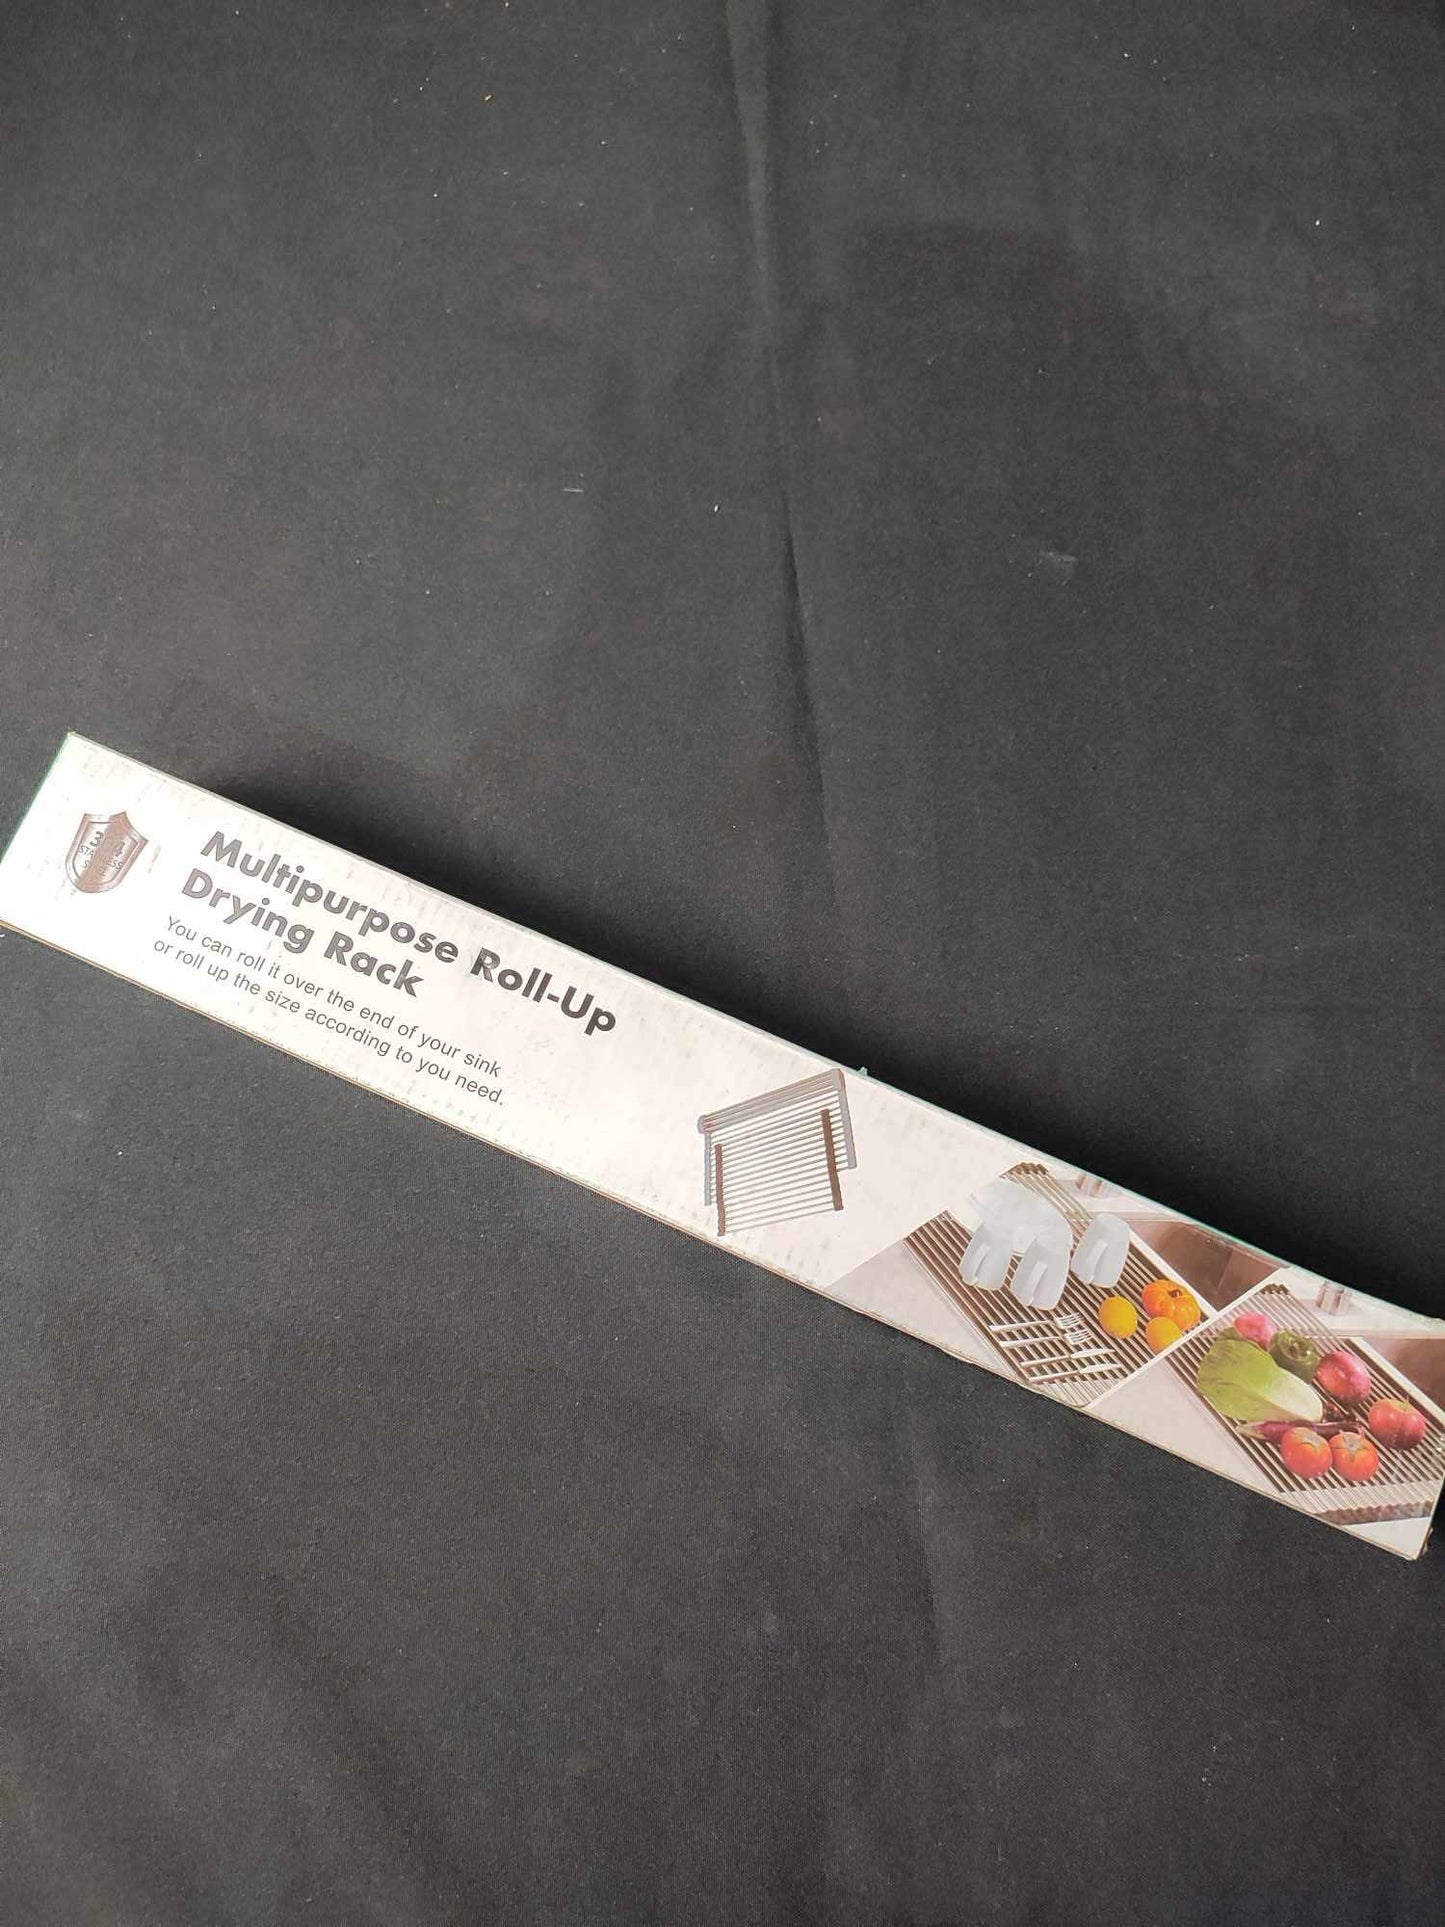 Multipurpose Roll-Up
Drying Rack
You can roll it over the end of your sink
or roll up the size according to you need.